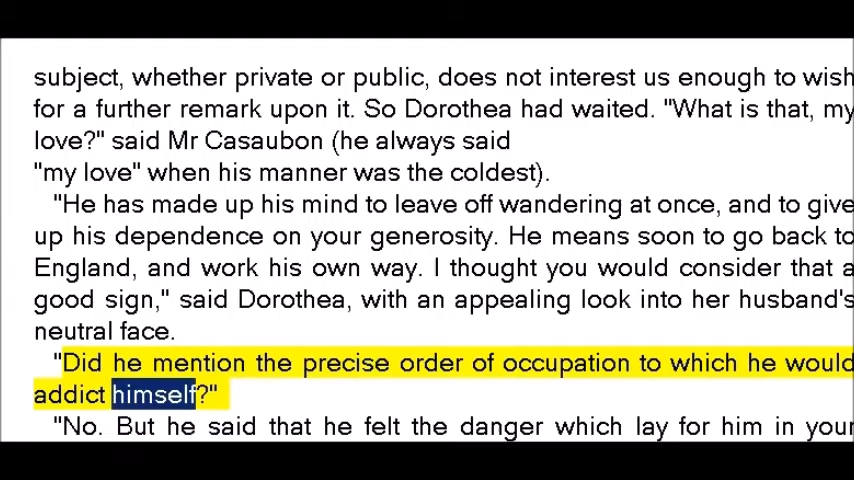 subject, whether private or public, does not interest us enough to wish
for a further remark upon it. So Dorothea had waited. "What is that, my
love?" said Mr Casaubon (he always said
"my love" when his manner was the coldest).
"He has made up his mind to leave off wandering at once, and to give
up his dependence on your generosity. He means soon to go back to
England, and work his own way. I thought you would consider that a
good sign," said Dorothea, with an appealing look into her husband's
neutral face.
"Did he mention the precise order of occupation to which he would
addict himself?"
"No. But he said that he felt the danger which lay for him in your